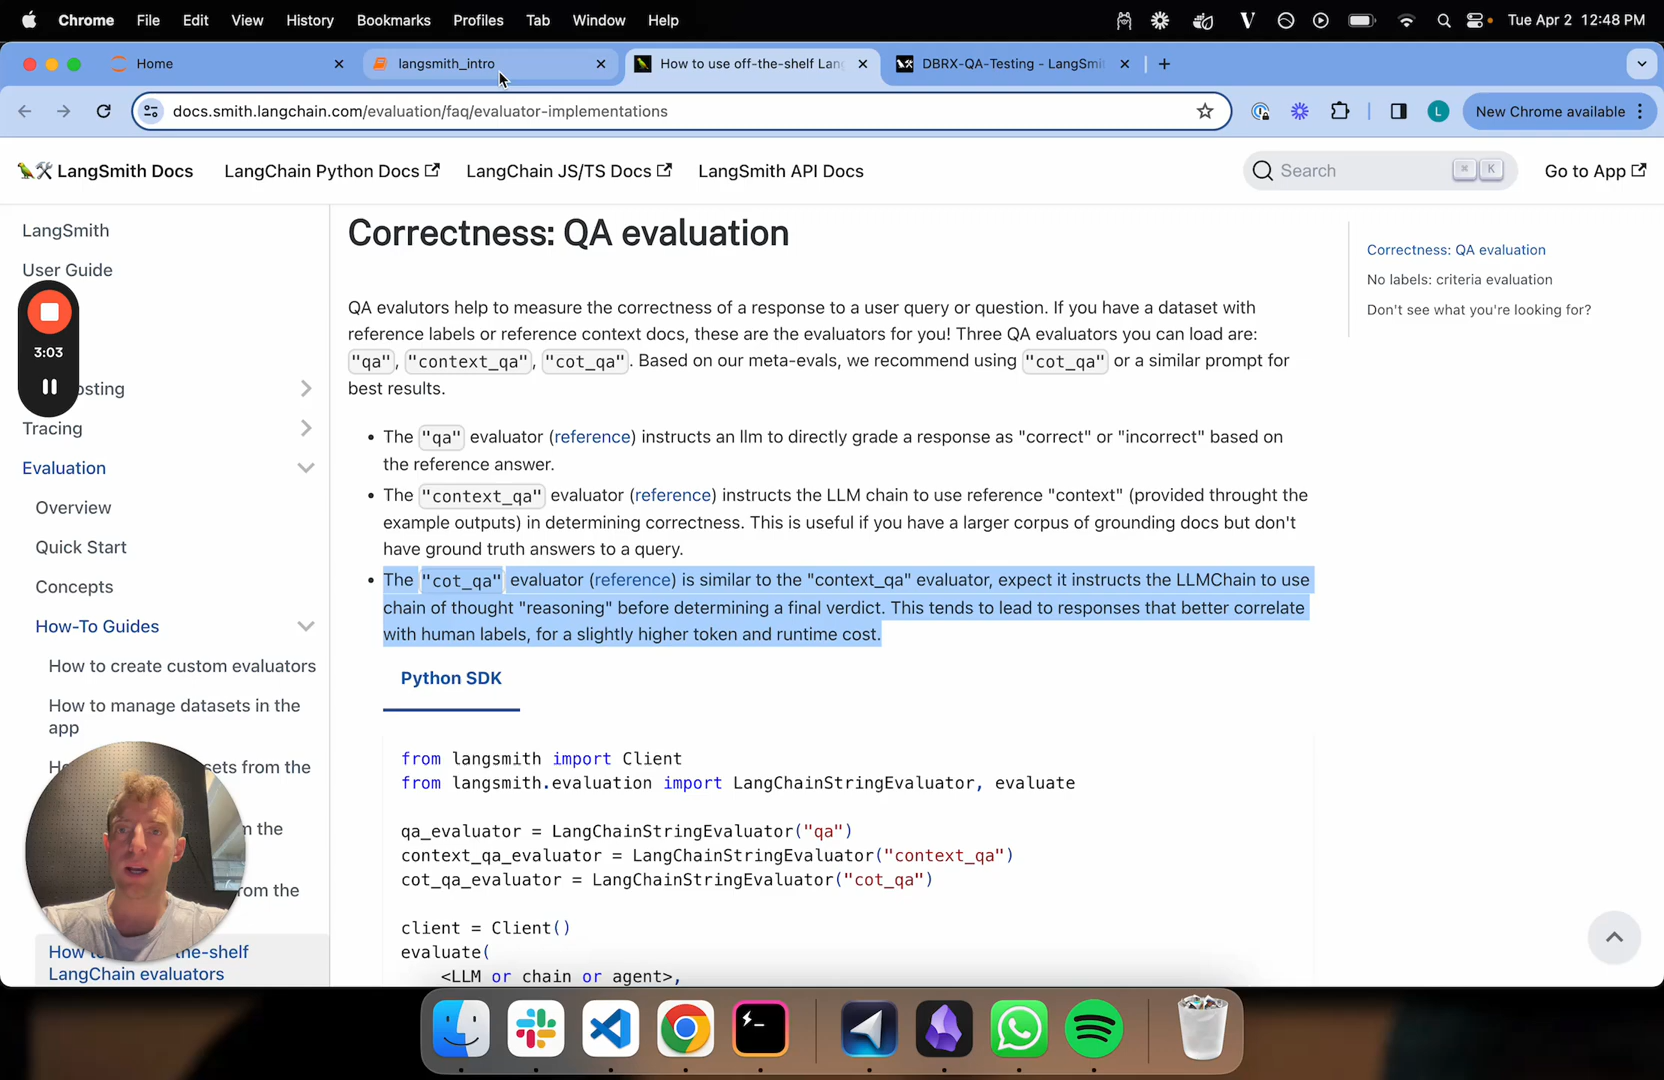 Chrome File Edit View History Bookmarks Profiles Tab Window Help Tue Apr 2 12:48 PM
Home langsmith_intro How to use off-the-shelf Lang DBRX-QA-Testing - LangSmi
docs.smith.langchain.com/evaluation/faq/evaluator-implementations L New Chrome available
LangSmith Docs LangChain Python Docs LangChain JS/TS Docs LangSmith API Docs Search ⌘ K Go to App
LangSmith
User Guide
3:03
osting
Tracing
Evaluation
Overview
Quick Start
Concepts
How-To Guides
How to create custom evaluators
How to manage datasets in the
app
sets from the
m the
from the
the-shelf
LangChain evaluators
Correctness: QA evaluation
QA evalutors help to measure the correctness of a response to a user query or question. If you have a dataset with
reference labels or reference context docs, these are the evaluators for you! Three QA evaluators you can load are:
"qa", "context_qa", "cot_qa". Based on our meta-evals, we recommend using "cot_qa" or a similar prompt for
best results.
• The "qa" evaluator (reference) instructs an llm to directly grade a response as "correct" or "incorrect" based on
the reference answer.
• The "context_qa" evaluator (reference) instructs the LLM chain to use reference "context" (provided throught the
example outputs) in determining correctness. This is useful if you have a larger corpus of grounding docs but don't
have ground truth answers to a query.
• The "cot_qa" evaluator (reference) is similar to the "context_qa" evaluator, expect it instructs the LLMChain to use
chain of thought "reasoning" before determining a final verdict. This tends to lead to responses that better correlate
with human labels, for a slightly higher token and runtime cost.
Python SDK
from langsmith import Client
from langsmith.evaluation import LangChainStringEvaluator, evaluate
qa_evaluator = LangChainStringEvaluator("qa")
context_qa_evaluator = LangChainStringEvaluator("context_qa")
cot_qa_evaluator = LangChainStringEvaluator("cot_qa")
client = Client()
evaluate(
<LLM or chain or agent>,
Correctness: QA evaluation
No labels: criteria evaluation
Don't see what you're looking for?